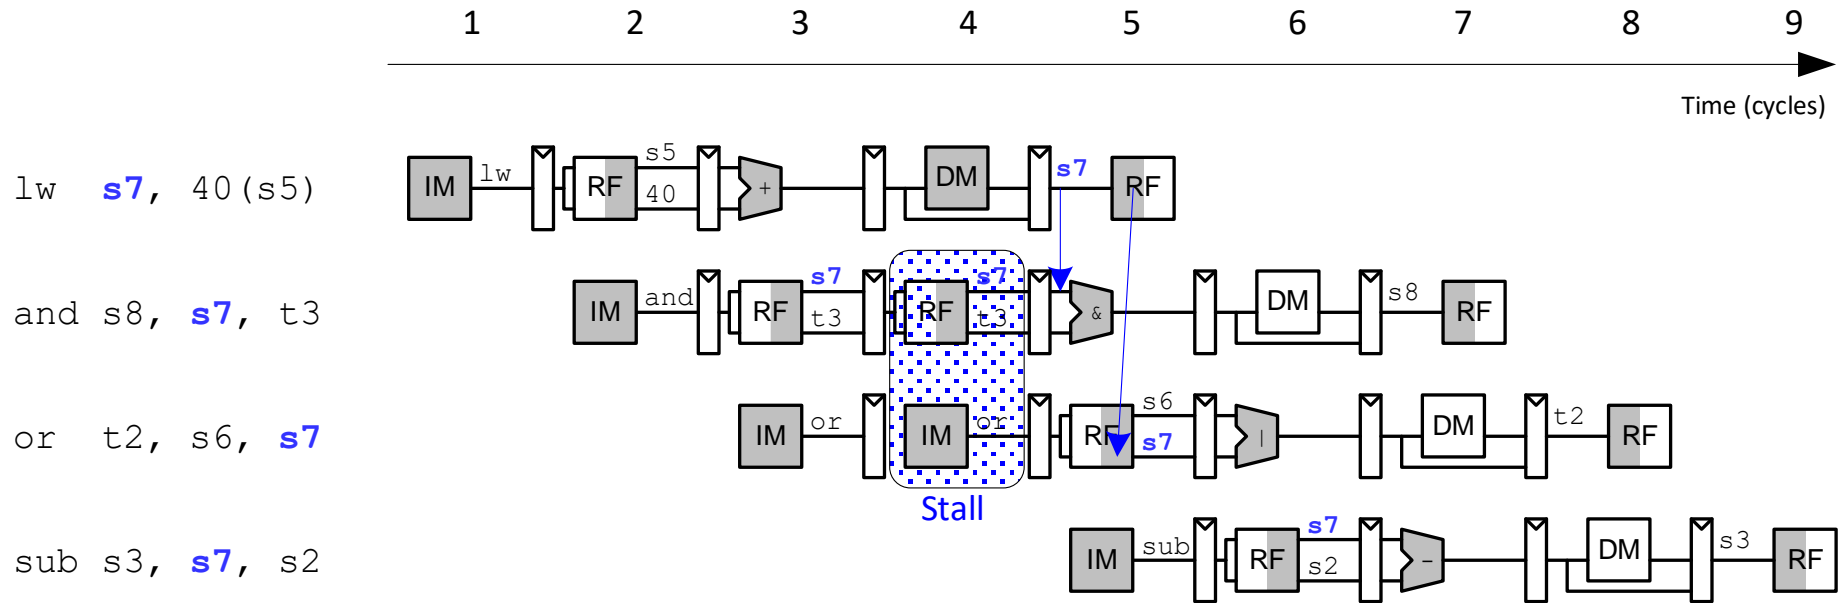 1 2 3 4 5 6 7 8 9
Time (cycles)
lw s7, 40(s5)
IM lw RF s5 40 + DM s7 RF
and s8, s7, t3
IM and RF s7 t3 RF s7 t3 & DM s8 RF
or t2, s6, s7
IM or IM or RF s6 s7 | DM t2 RF
Stall
sub s3, s7, s2
IM sub RF s7 s2 - DM s3 RF